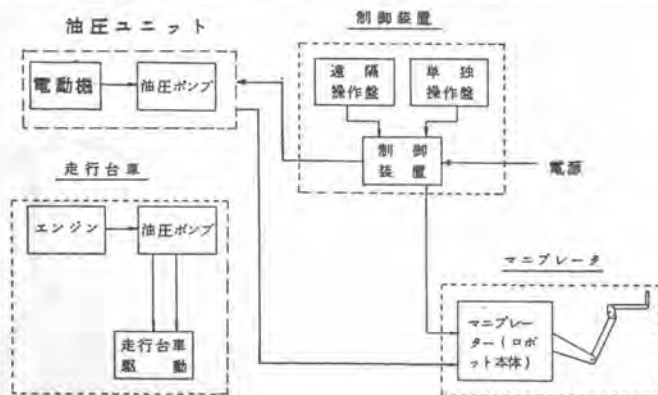 油圧ユニット
電動機
油圧ポンプ
制御装置
遠隔
操作盤
単独
操作盤
制御
装置
電源
走行台車
エンジン
油圧ポンプ
走行台車
駆動
マニプレータ
マニプレー
ター(ロボ
ット本体)